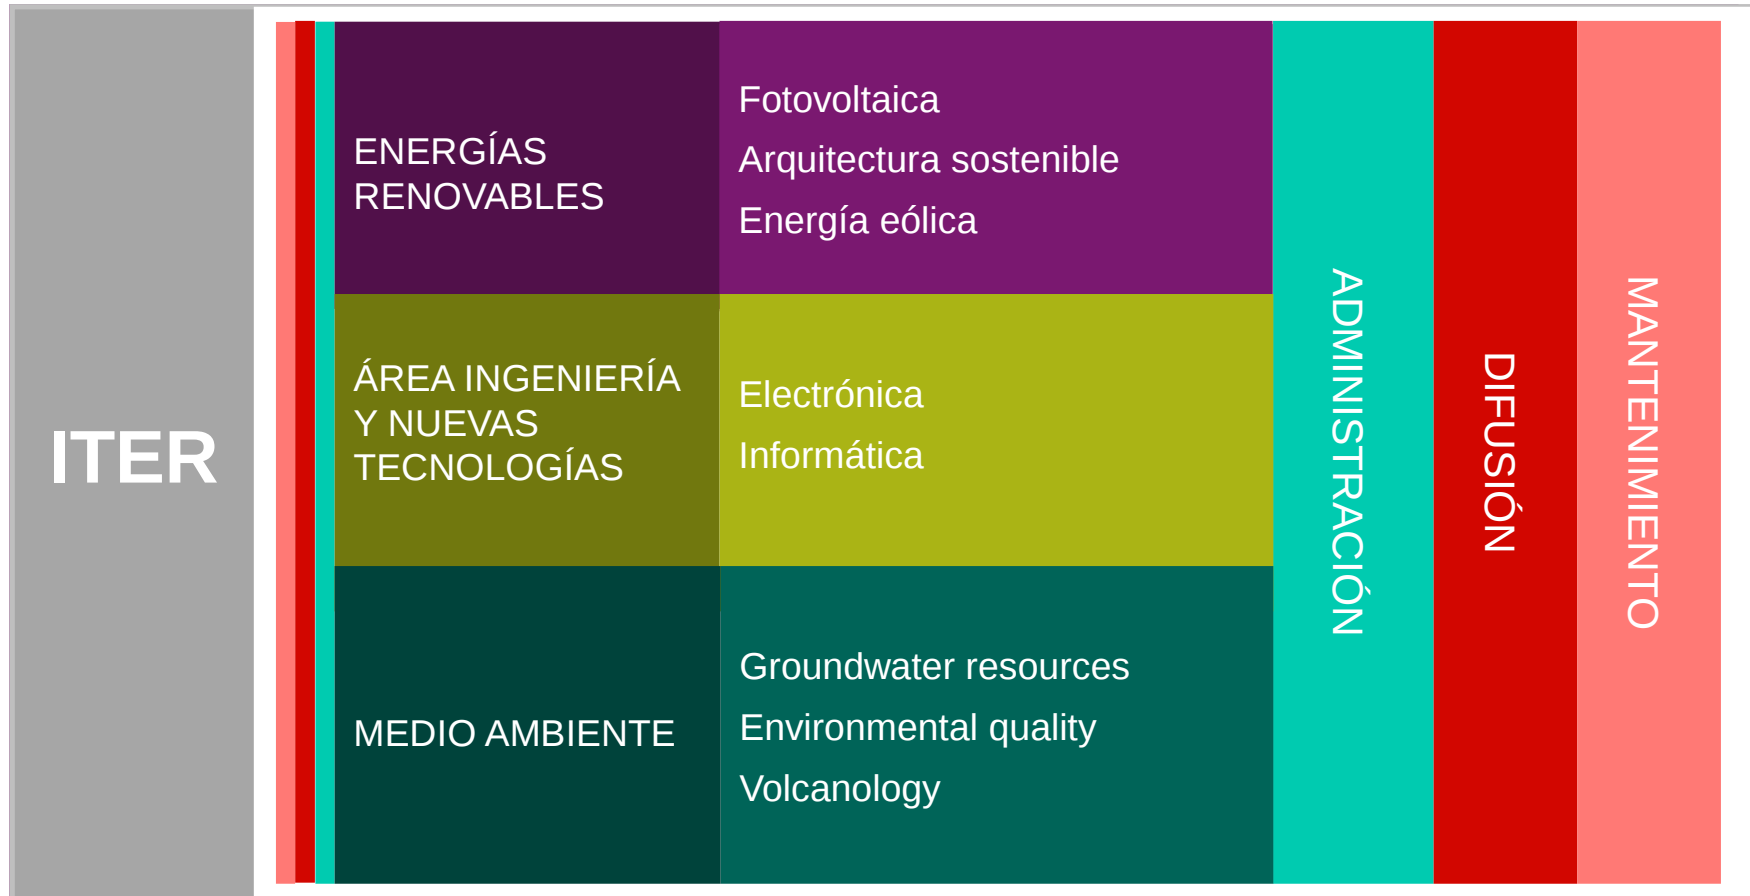 ITER
ENERGÍAS
RENOVABLES
Fotovoltaica
Arquitectura sostenible
Energía eólica
ÁREA INGENIERÍA
Y NUEVAS
TECNOLOGÍAS
Electrónica
Informática
MEDIO AMBIENTE
Groundwater resources
Environmental quality
Volcanology
ADMINISTRACIÓN
DIFUSIÓN
MANTENIMIENTO